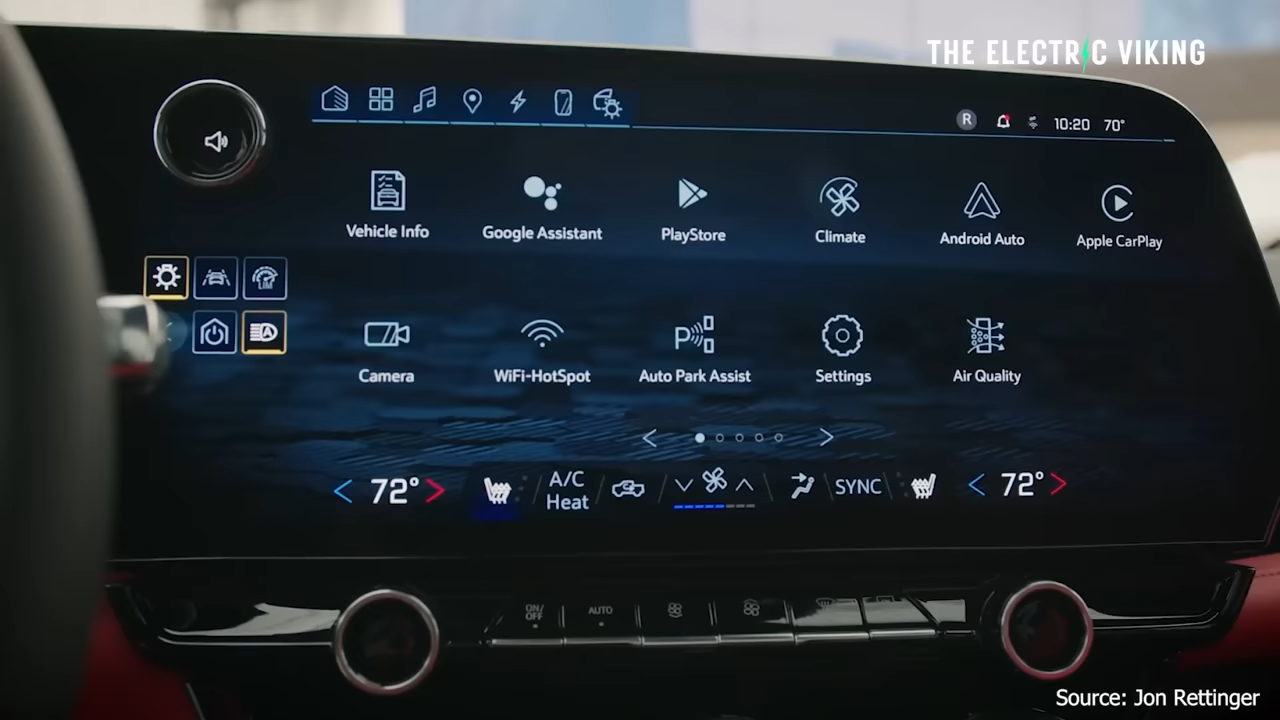 THE ELECTRIC VIKING
R 10:20 70°
Vehicle Info
Google Assistant
PlayStore
Climate
Android Auto
Apple CarPlay
Camera
WiFi-HotSpot
Auto Park Assist
Settings
Air Quality
72°
A/C
Heat
SYNC
72°
ON/
OFF
AUTO
Source: Jon Rettinger